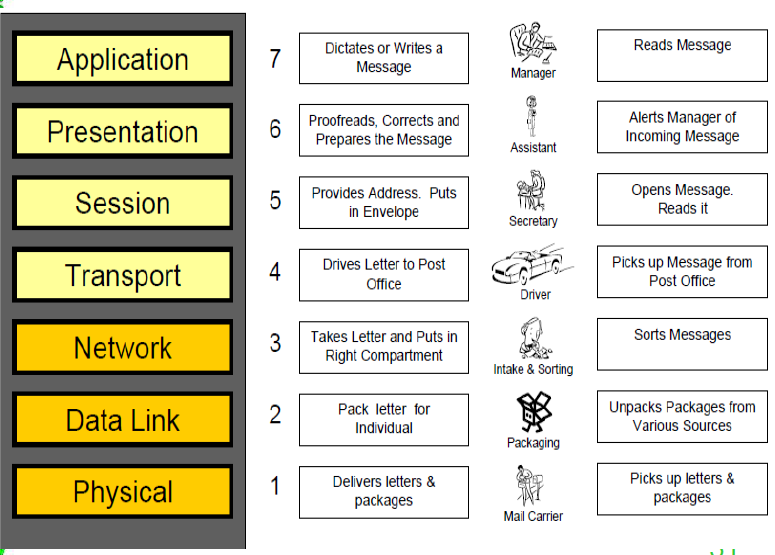 Application
7
Dictates or Writes a
Message
Manager
Reads Message
Presentation
6
Proofreads, Corrects and
Prepares the Message
Assistant
Alerts Manager of
Incoming Message
Session
5
Provides Address. Puts
in Envelope
Secretary
Opens Message.
Reads it
Transport
4
Drives Letter to Post
Office
Driver
Picks up Message from
Post Office
Network
3
Takes Letter and Puts in
Right Compartment
Intake & Sorting
Sorts Messages
Data Link
2
Pack letter for
Individual
Packaging
Unpacks Packages from
Various Sources
Physical
1
Delivers letters &
packages
Mail Carrier
Picks up letters &
packages